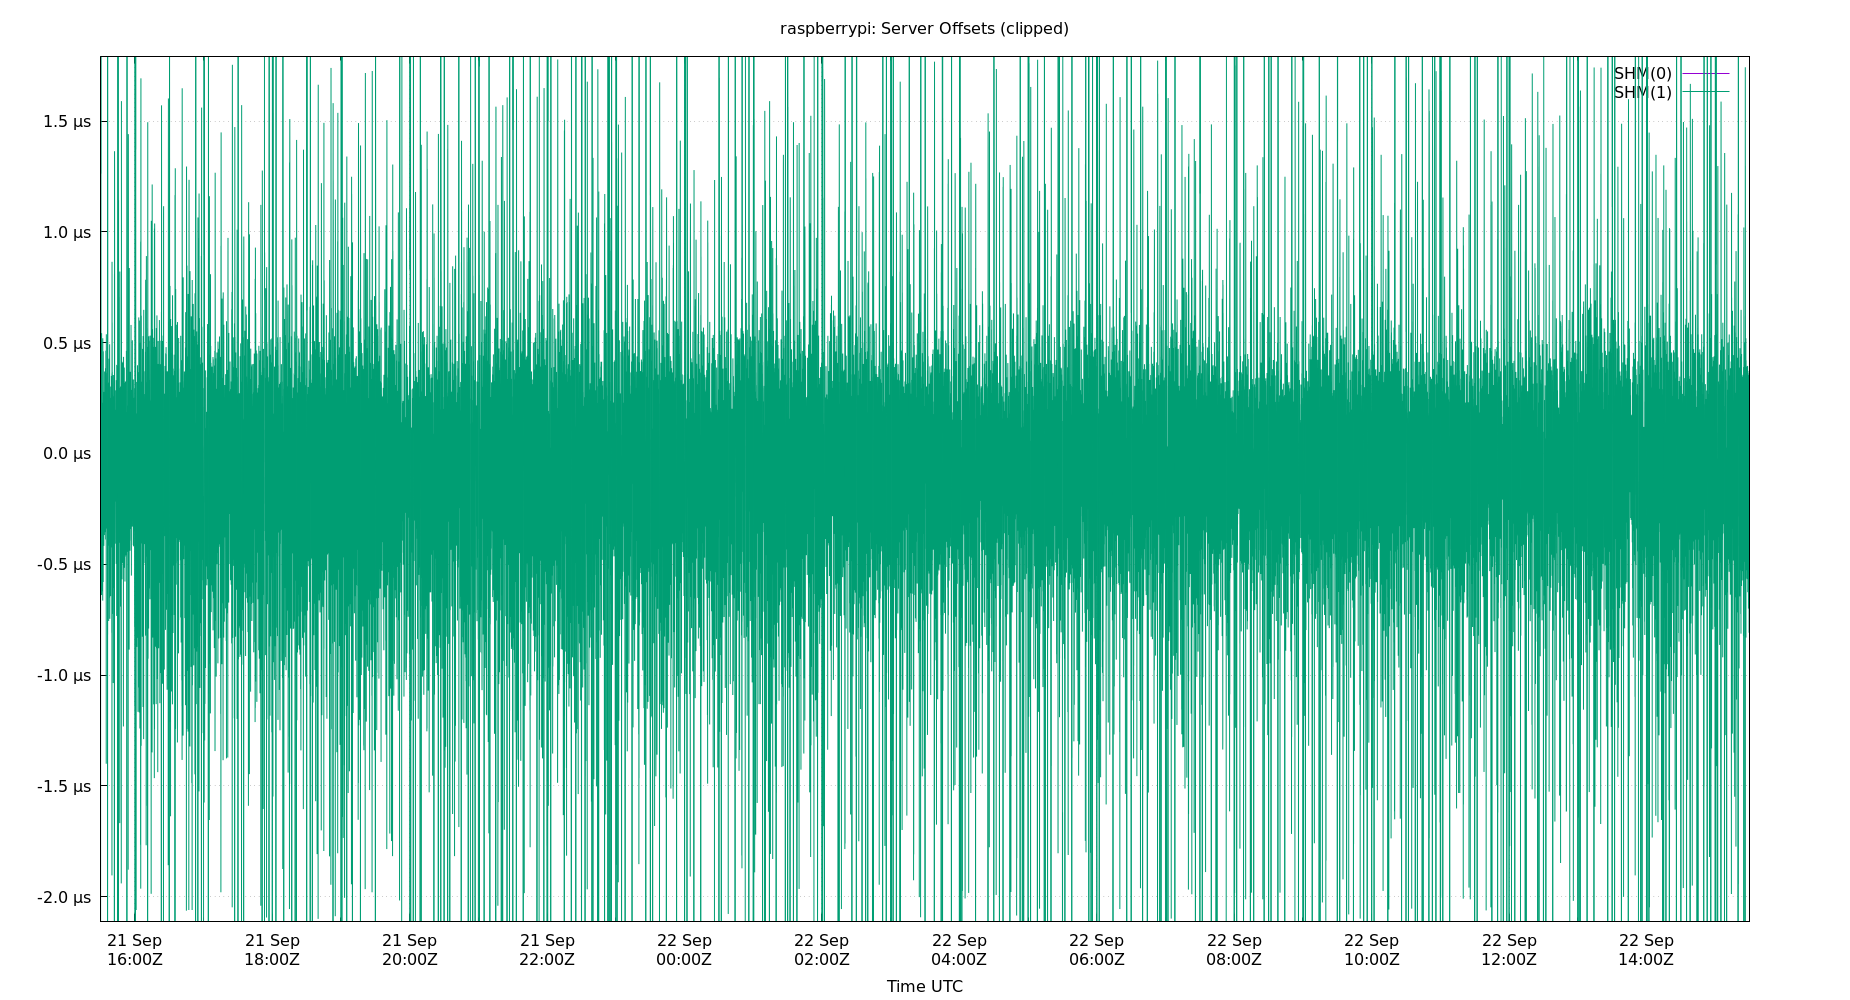 raspberrypi: Server Offsets (clipped)
SHM(0)
SHM(1)
1.5 µs
1.0 µs
0.5 µs
0.0 µs
-0.5 µs
-1.0 µs
-1.5 µs
-2.0 µs
21 Sep 21 Sep 21 Sep 21 Sep 22 Sep 22 Sep 22 Sep 22 Sep 22 Sep 22 Sep 22 Sep 22 Sep
16:00Z 18:00Z 20:00Z 22:00Z 00:00Z 02:00Z 04:00Z 06:00Z 08:00Z 10:00Z 12:00Z 14:00Z
Time UTC